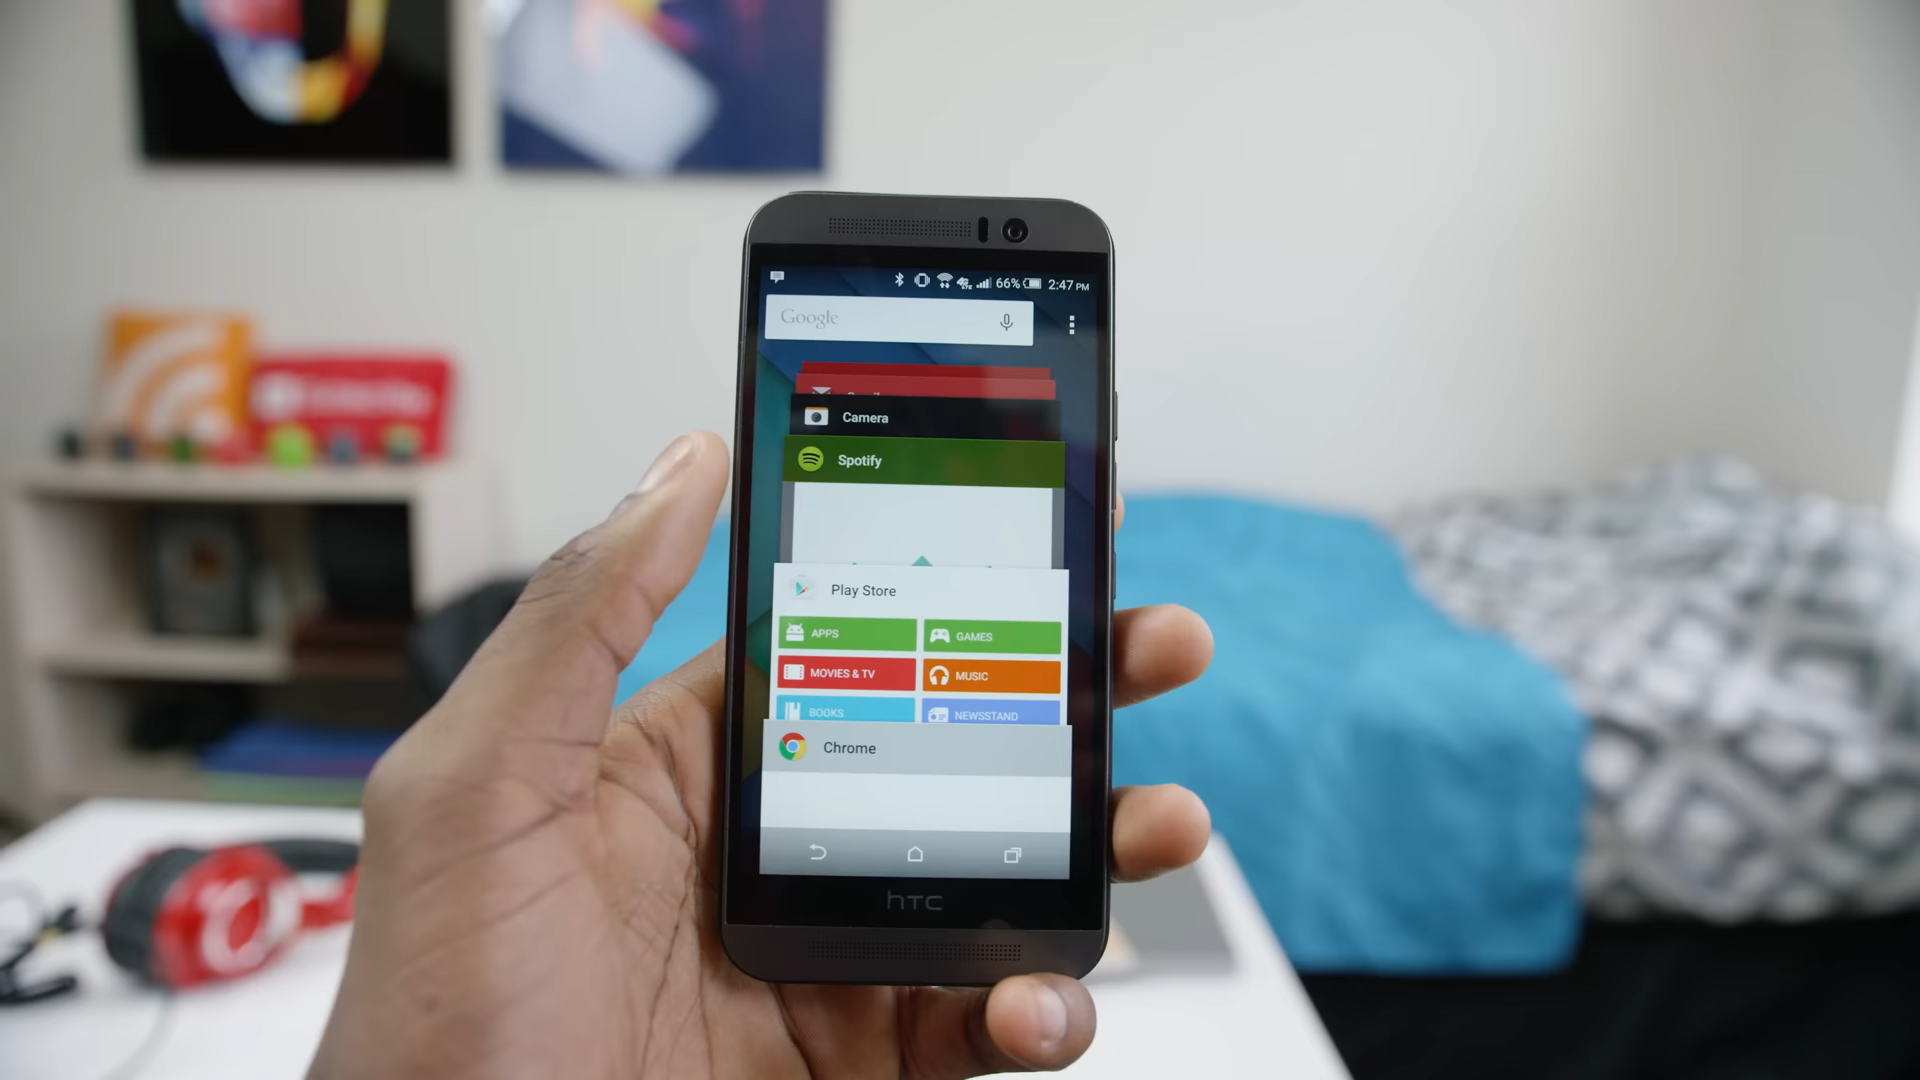 66% 2:47 PM
Google
Camera
Spotify
Play Store
APPS
GAMES
MOVIES & TV
MUSIC
BOOKS
NEWSSTAND
Chrome
hTC